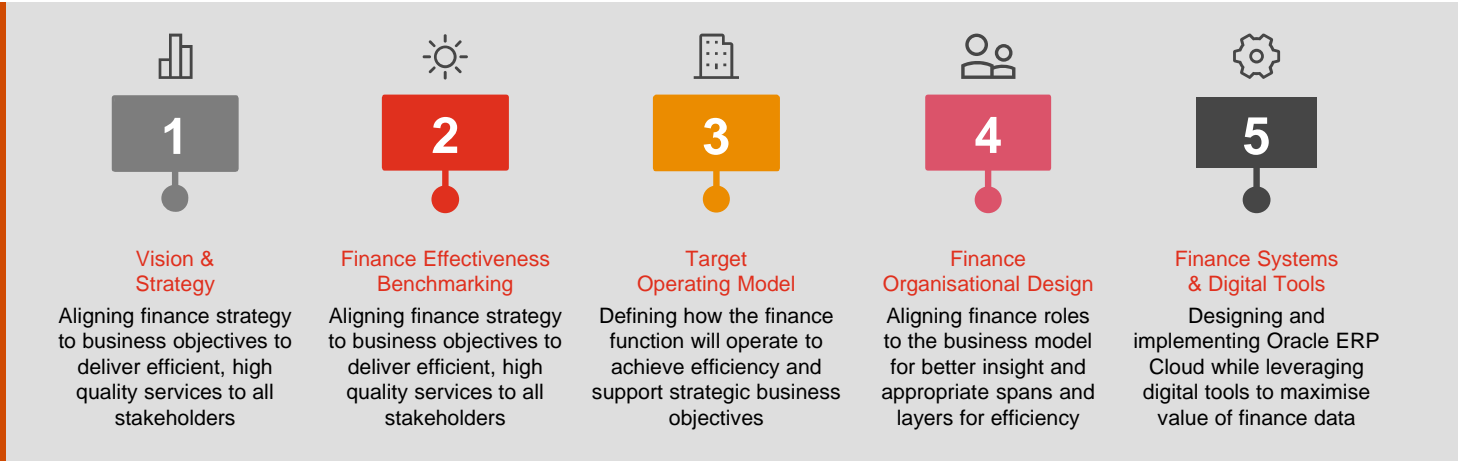 1
Vision &
Strategy
Aligning finance strategy
to business objectives to
deliver efficient, high
quality services to all
stakeholders
2
Finance Effectiveness
Benchmarking
Aligning finance strategy
to business objectives to
deliver efficient, high
quality services to all
stakeholders
3
Target
Operating Model
Defining how the finance
function will operate to
achieve efficiency and
support strategic business
objectives
4
Finance
Organisational Design
Aligning finance roles
to the business model
for better insight and
appropriate spans and
layers for efficiency
5
Finance Systems
& Digital Tools
Designing and
implementing Oracle ERP
Cloud while leveraging
digital tools to maximise
value of finance data